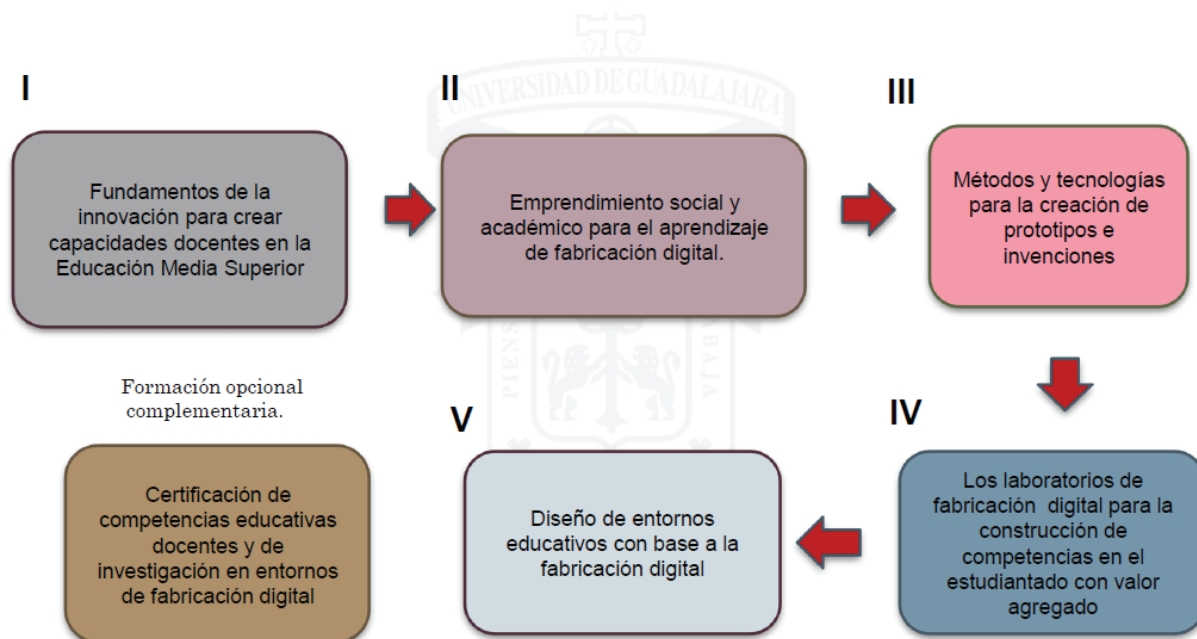 UNIVERSIDAD DE GUADALAJARA
I
Fundamentos de la
innovación para crear
capacidades docentes en la
Educación Media Superior
II
Emprendimiento social y
académico para el aprendizaje
de fabricación digital.
III
Métodos y tecnologías
para la creación de
prototipos e
invenciones
IV
Los laboratorios de
fabricación digital para la
construcción de
competencias en el
estudiantado con valor
agregado
V
Diseño de entornos
educativos con base a la
fabricación digital
Formación opcional
complementaria.
Certificación de
competencias educativas
docentes y de
investigación en entornos
de fabricación digital